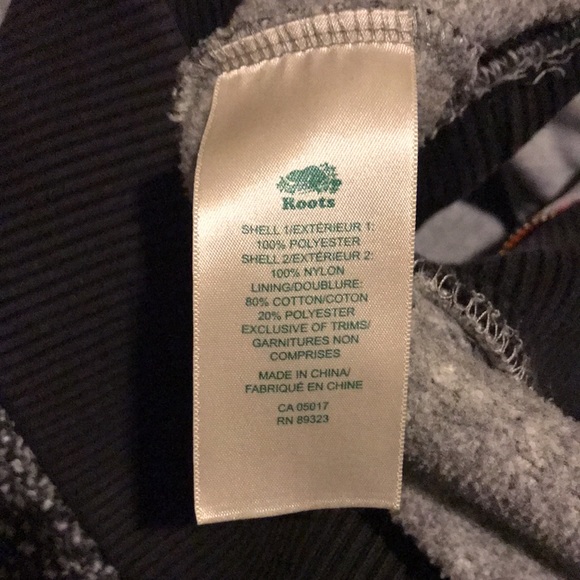 Roots
SHELL 1/EXTÉRIEUR 1:
100% POLYESTER
SHELL 2/EXTÉRIEUR 2:
100% NYLON
LINING/DOUBLURE:
80% COTTON/COTON
20% POLYESTER
EXCLUSIVE OF TRIMS/
GARNITURES NON
COMPRISES
MADE IN CHINA/
FABRIQUÉ EN CHINE
CA 05017
RN 89323